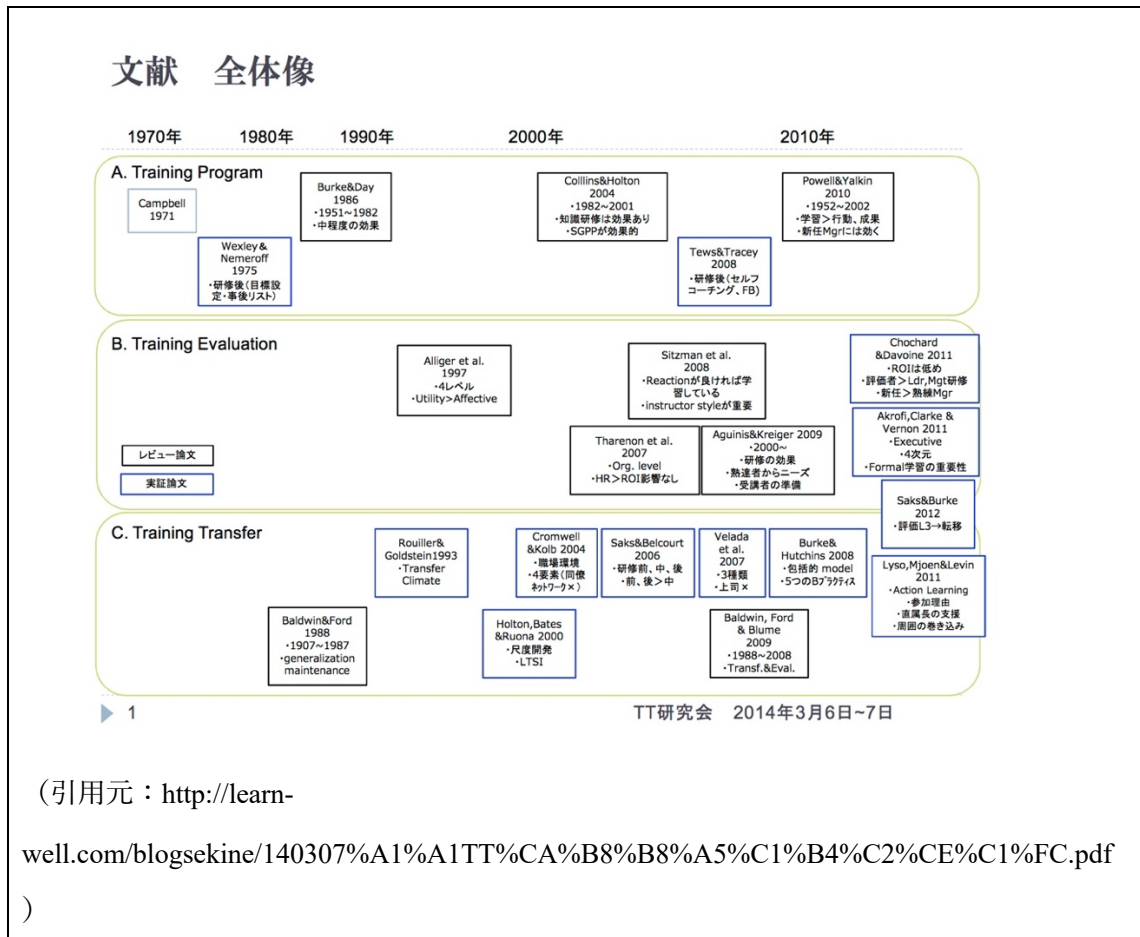 文献 全体像
1970年 1980年 1990年 2000年 2010年
A. Training Program
Campbell
1971
Wexley&
Nemeroff
1975
・研修後(目標設
定・事後リスト)
Burke&Day
1986
・1951~1982
・中程度の効果
Colllins&Holton
2004
・1982~2001
・知識研修は効果あり
・SGPPが効果的
Tews&Tracey
2008
・研修後(セルフ
コーチング、FB)
Powell&Yalkin
2010
・1952~2002
・学習>行動、成果
・新任Mgrには効く
B. Training Evaluation
Alliger et al.
1997
・4レベル
・Utility>Affective
Sitzman et al.
2008
・Reactionが良ければ学
習している
・instructor styleが重要
Tharenon et al.
2007
・Org. level
・HR>ROI影響なし
Aguinis&Kreiger 2009
・2000~
・研修の効果
・熟達者からニーズ
・受講者の準備
Chochard
&Davoine 2011
・ROIは低め
・評価者>Ldr,Mgt研修
・新任>熟練Mgr
Akrofi,Clarke &
Vernon 2011
・Executive
・4次元
・Formal学習の重要性
レビュー論文
実証論文
Saks&Burke
2012
・評価L3→転移
C. Training Transfer
Rouiller&
Goldstein1993
・Transfer
Climate
Baldwin&Ford
1988
・1907~1987
・generalization
maintenance
Cromwell
&Kolb 2004
・職場環境
・4要素(同僚
ネットワーク×)
Holton,Bates
&Ruona 2000
・尺度開発
・LTSI
Saks&Belcourt
2006
・研修前、中、後
・前、後>中
Velada
et al.
2007
・3種類
・上司×
Burke&
Hutchins 2008
・包括的 model
・5つのBプラクティス
Baldwin, Ford
& Blume
2009
・1988~2008
・Transf.&Eval.
Lyso,Mjoen&Levin
2011
・Action Learning
・参加理由
・直属長の支援
・周囲の巻き込み
1
TT研究会 2014年3月6日~7日
(引用元：http://learn-
well.com/blogsekine/140307%A1%A1TT%CA%B8%B8%A5%C1%B4%C2%CE%C1%FC.pdf
)